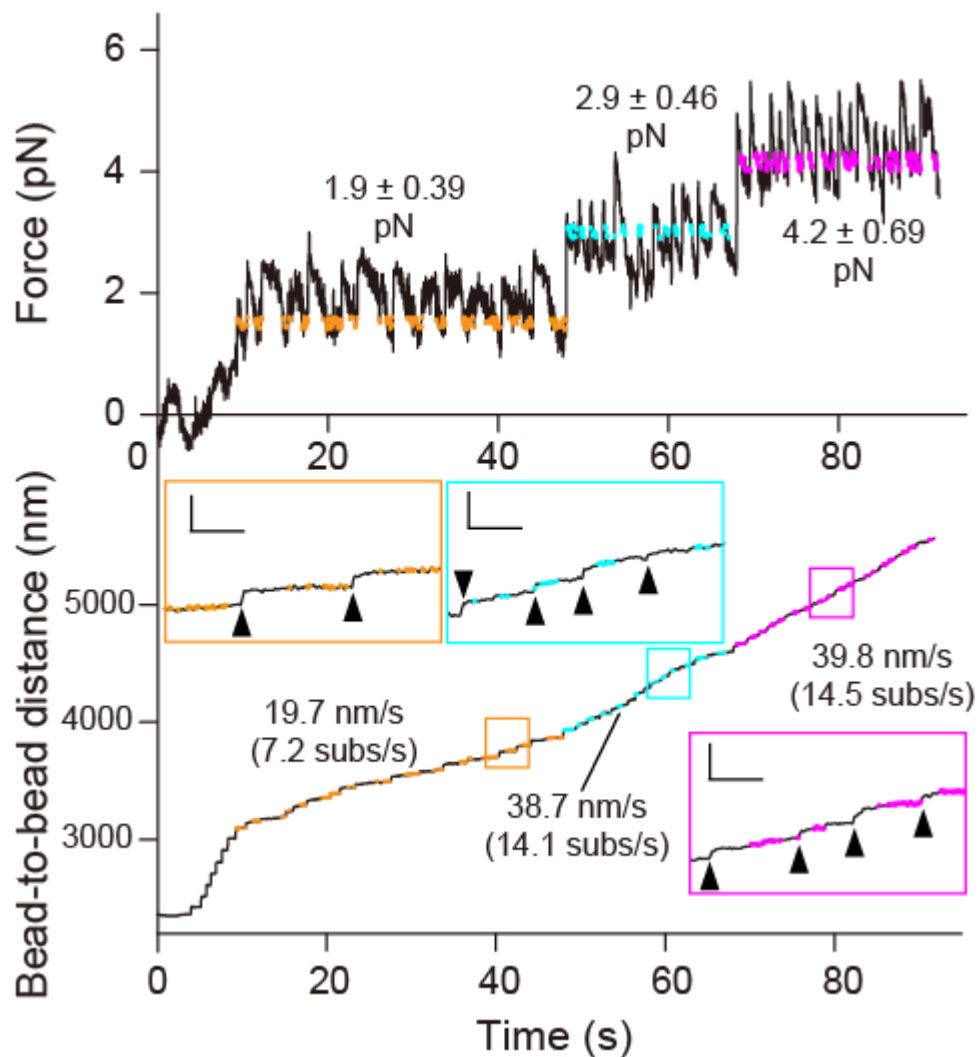 Force (pN)
6
4
2
0
1.9 ± 0.39
pN
2.9 ± 0.46
pN
4.2 ± 0.69
pN
0
20
40
60
80
Bead-to-bead distance (nm)
5000
4000
3000
19.7 nm/s
(7.2 subs/s)
38.7 nm/s
(14.1 subs/s)
39.8 nm/s
(14.5 subs/s)
0
20
40
60
80
Time (s)